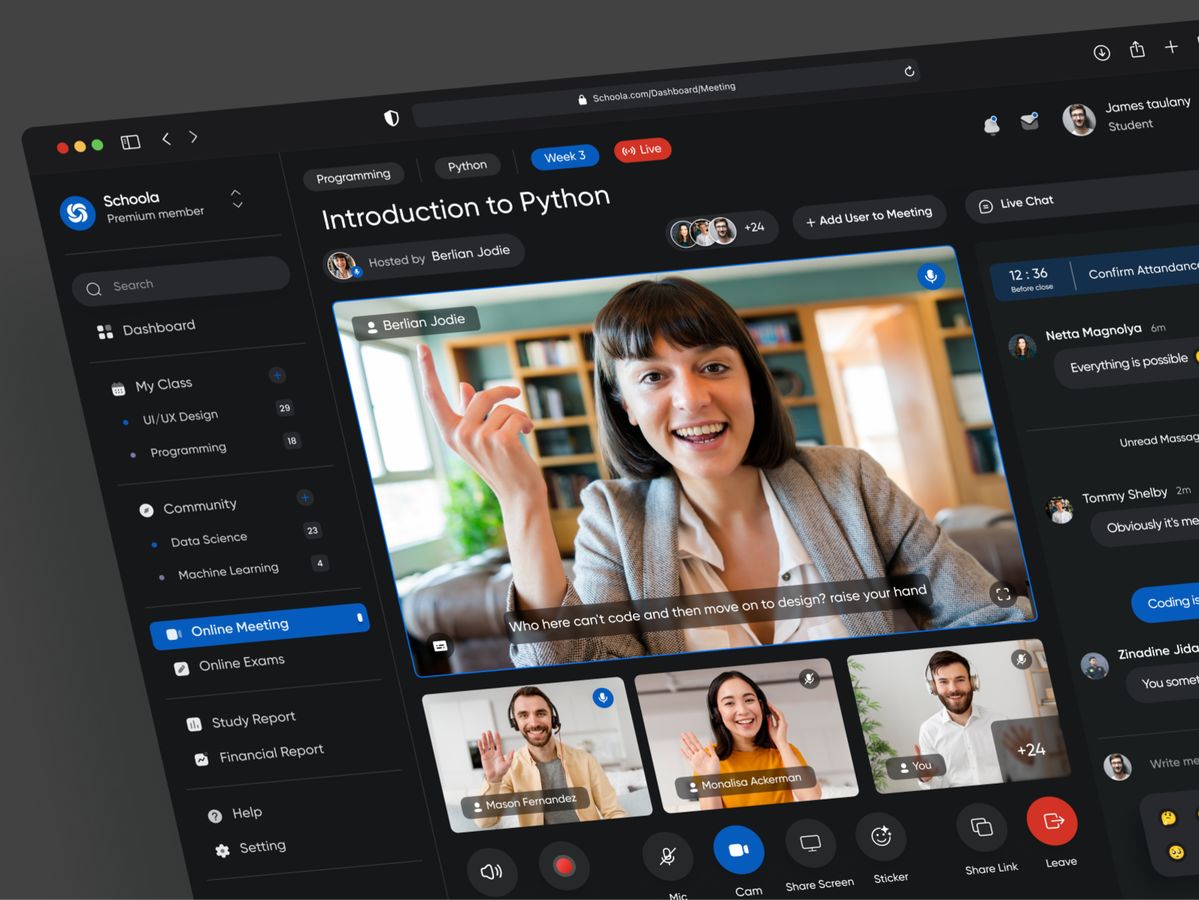 Schoola.com/Dashboard/Meeting
James taulany
Student
Schoola
Premium member
Search
Dashboard
My Class
UI/UX Design 29
Programming 18
Community
Data Science 23
Machine Learning 4
Online Meeting
Online Exams
Study Report
Financial Report
Help
Setting
Programming
Python
Week 3
Live
Introduction to Python
Hosted by Berlian Jodie
+24
+ Add User to Meeting
Berlian Jodie
Who here can't code and then move on to design? raise your hand
Mason Fernandez
Monalisa Ackerman
You
+24
Mic
Cam
Share Screen
Sticker
Share Link
Leave
Live Chat
12 : 36
Before close
Confirm Attandance
Netta Magnolya 6m
Everything is possible
Unread Massag
Tommy Shelby 2m
Obviously it's me
Coding is
Zinadine Jida
You somet
Write me